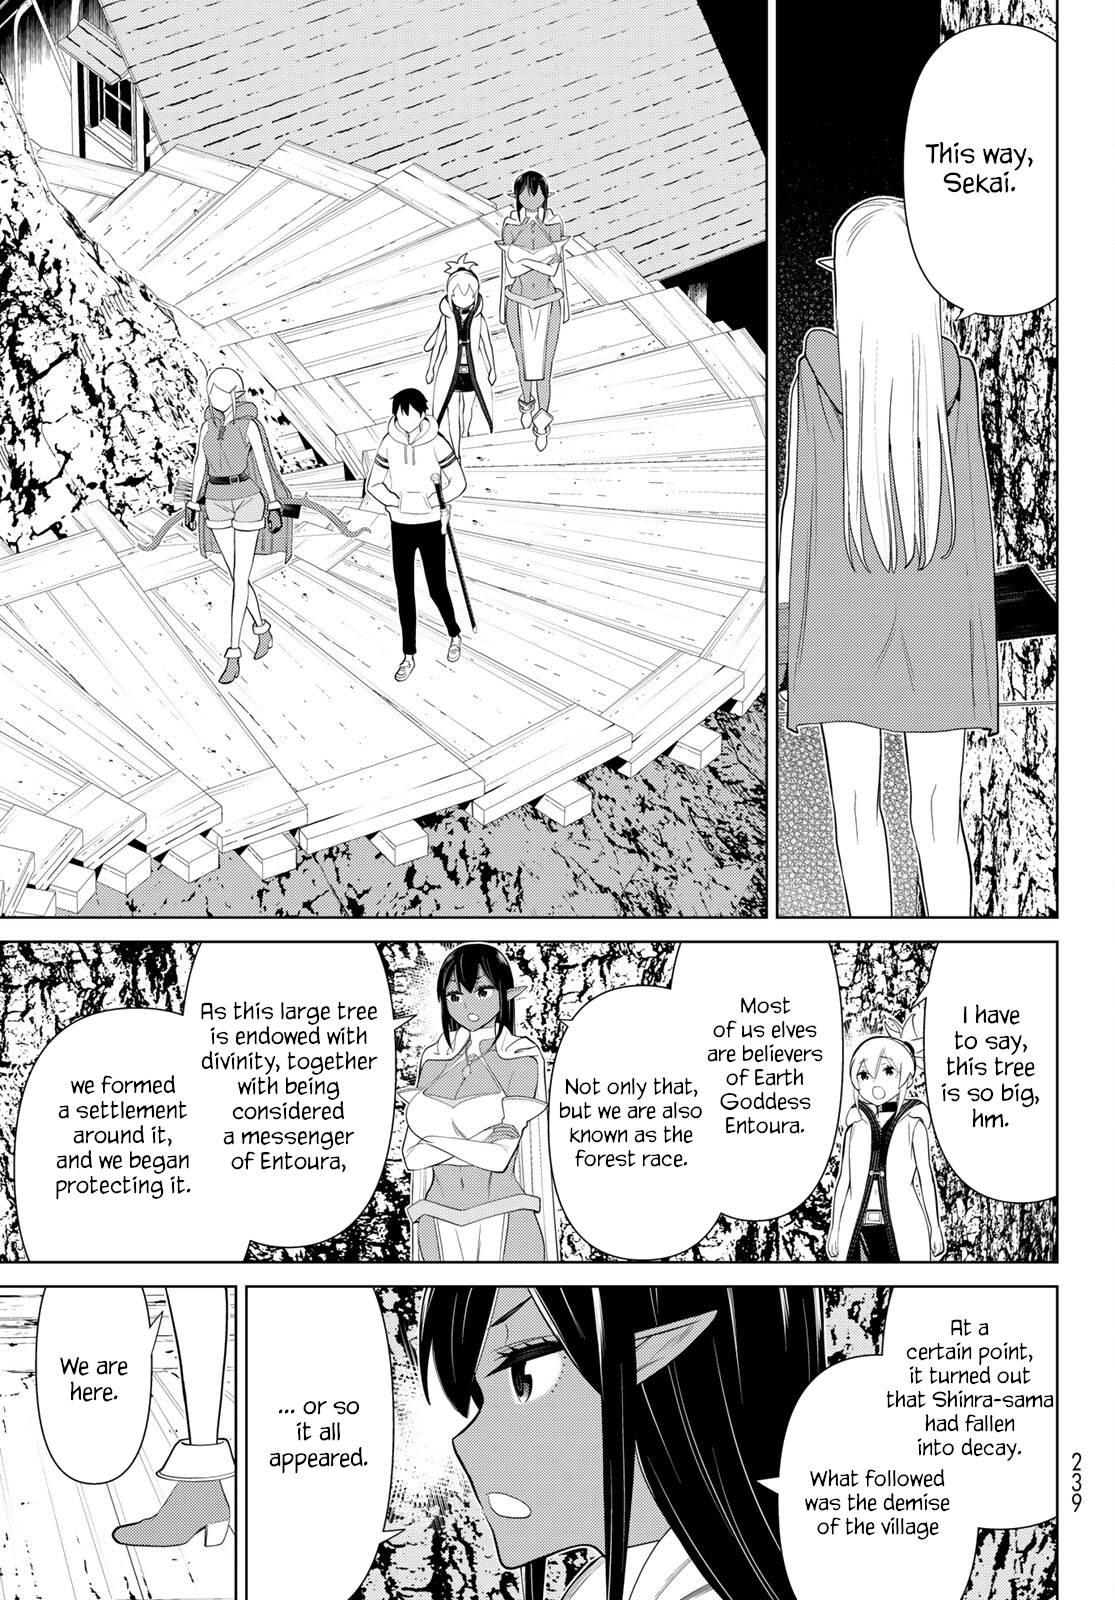 This way,
Sekai.
I have
to say,
this tree
is so big,
hm.
Most
of us elves
are believers
of Earth
Goddess
Entoura.
Not only that,
but we are also
known as the
forest race.
As this large tree
is endowed with
divinity, together
with being
considered
a messenger
of Entoura,
we formed
a settlement
around it,
and we began
protecting it.
At a
certain point,
it turned out
that Shinra-sama
had fallen
into decay.
What followed
was the demise
of the village
... or so
it all
appeared.
We are
here.
239